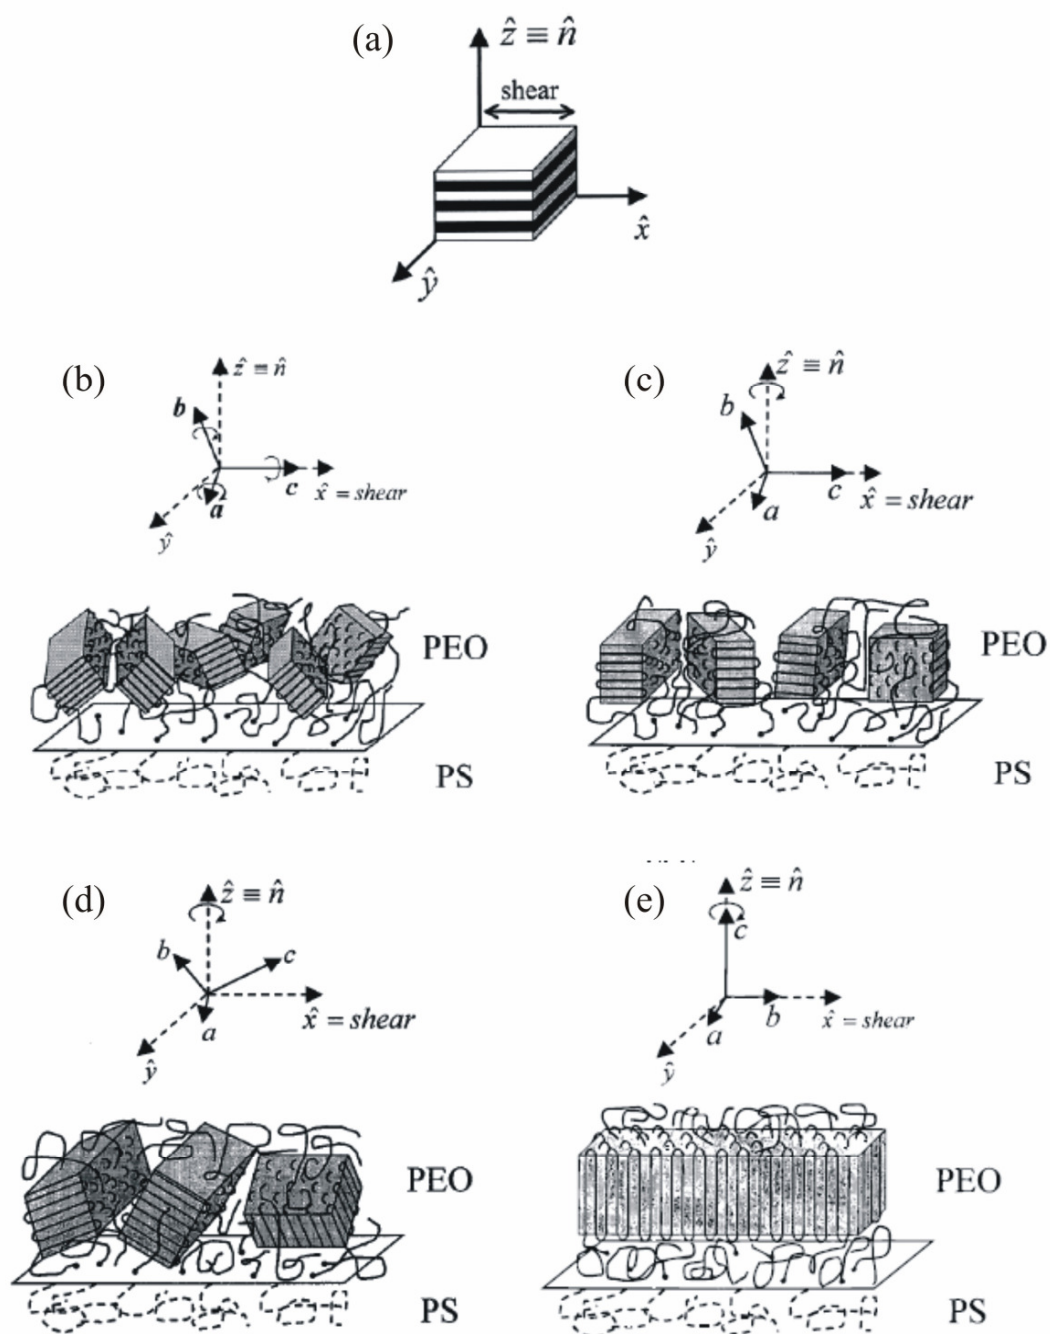 (a)
ẑ ≡ n̂
shear
x̂
ŷ
(b)
ẑ ≡ n̂
b
c
x̂ = shear
a
ŷ
PEO
PS
(c)
ẑ ≡ n̂
b
c
x̂ = shear
a
ŷ
PEO
PS
(d)
ẑ ≡ n̂
b
c
x̂ = shear
a
ŷ
PEO
PS
(e)
ẑ ≡ n̂
c
b
x̂ = shear
a
ŷ
PEO
PS